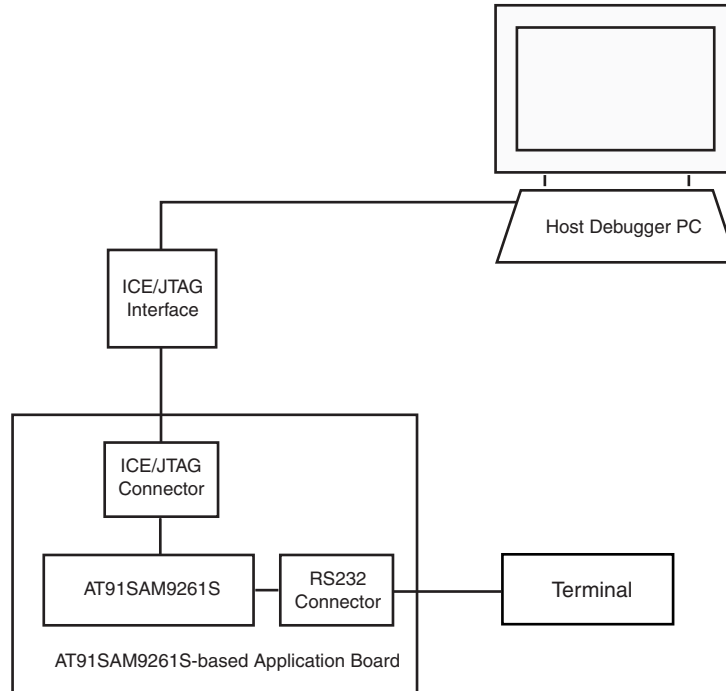 Host Debugger PC
ICE/JTAG
Interface
ICE/JTAG
Connector
AT91SAM9261S
RS232
Connector
Terminal
AT91SAM9261S-based Application Board